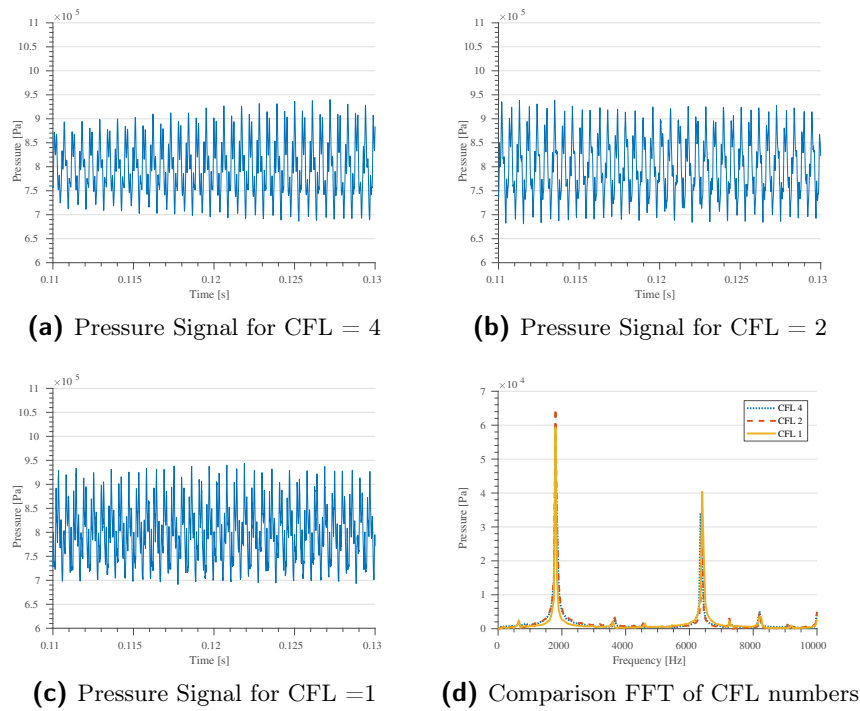 × 10^5
11
10.5
10
9.5
9
8.5
8
7.5
7
6.5
6
Pressure [Pa]
0.11 0.115 0.12 0.125 0.13
Time [s]
(a) Pressure Signal for CFL = 4
× 10^5
11
10.5
10
9.5
9
8.5
8
7.5
7
6.5
6
Pressure [Pa]
0.11 0.115 0.12 0.125 0.13
Time [s]
(b) Pressure Signal for CFL = 2
× 10^5
11
10.5
10
9.5
9
8.5
8
7.5
7
6.5
6
Pressure [Pa]
0.11 0.115 0.12 0.125 0.13
Time [s]
(c) Pressure Signal for CFL =1
× 10^4
7
6
5
4
3
2
1
0
Pressure [Pa]
CFL 4
CFL 2
CFL 1
0 2000 4000 6000 8000 10000
Frequency [Hz]
(d) Comparison FFT of CFL numbers